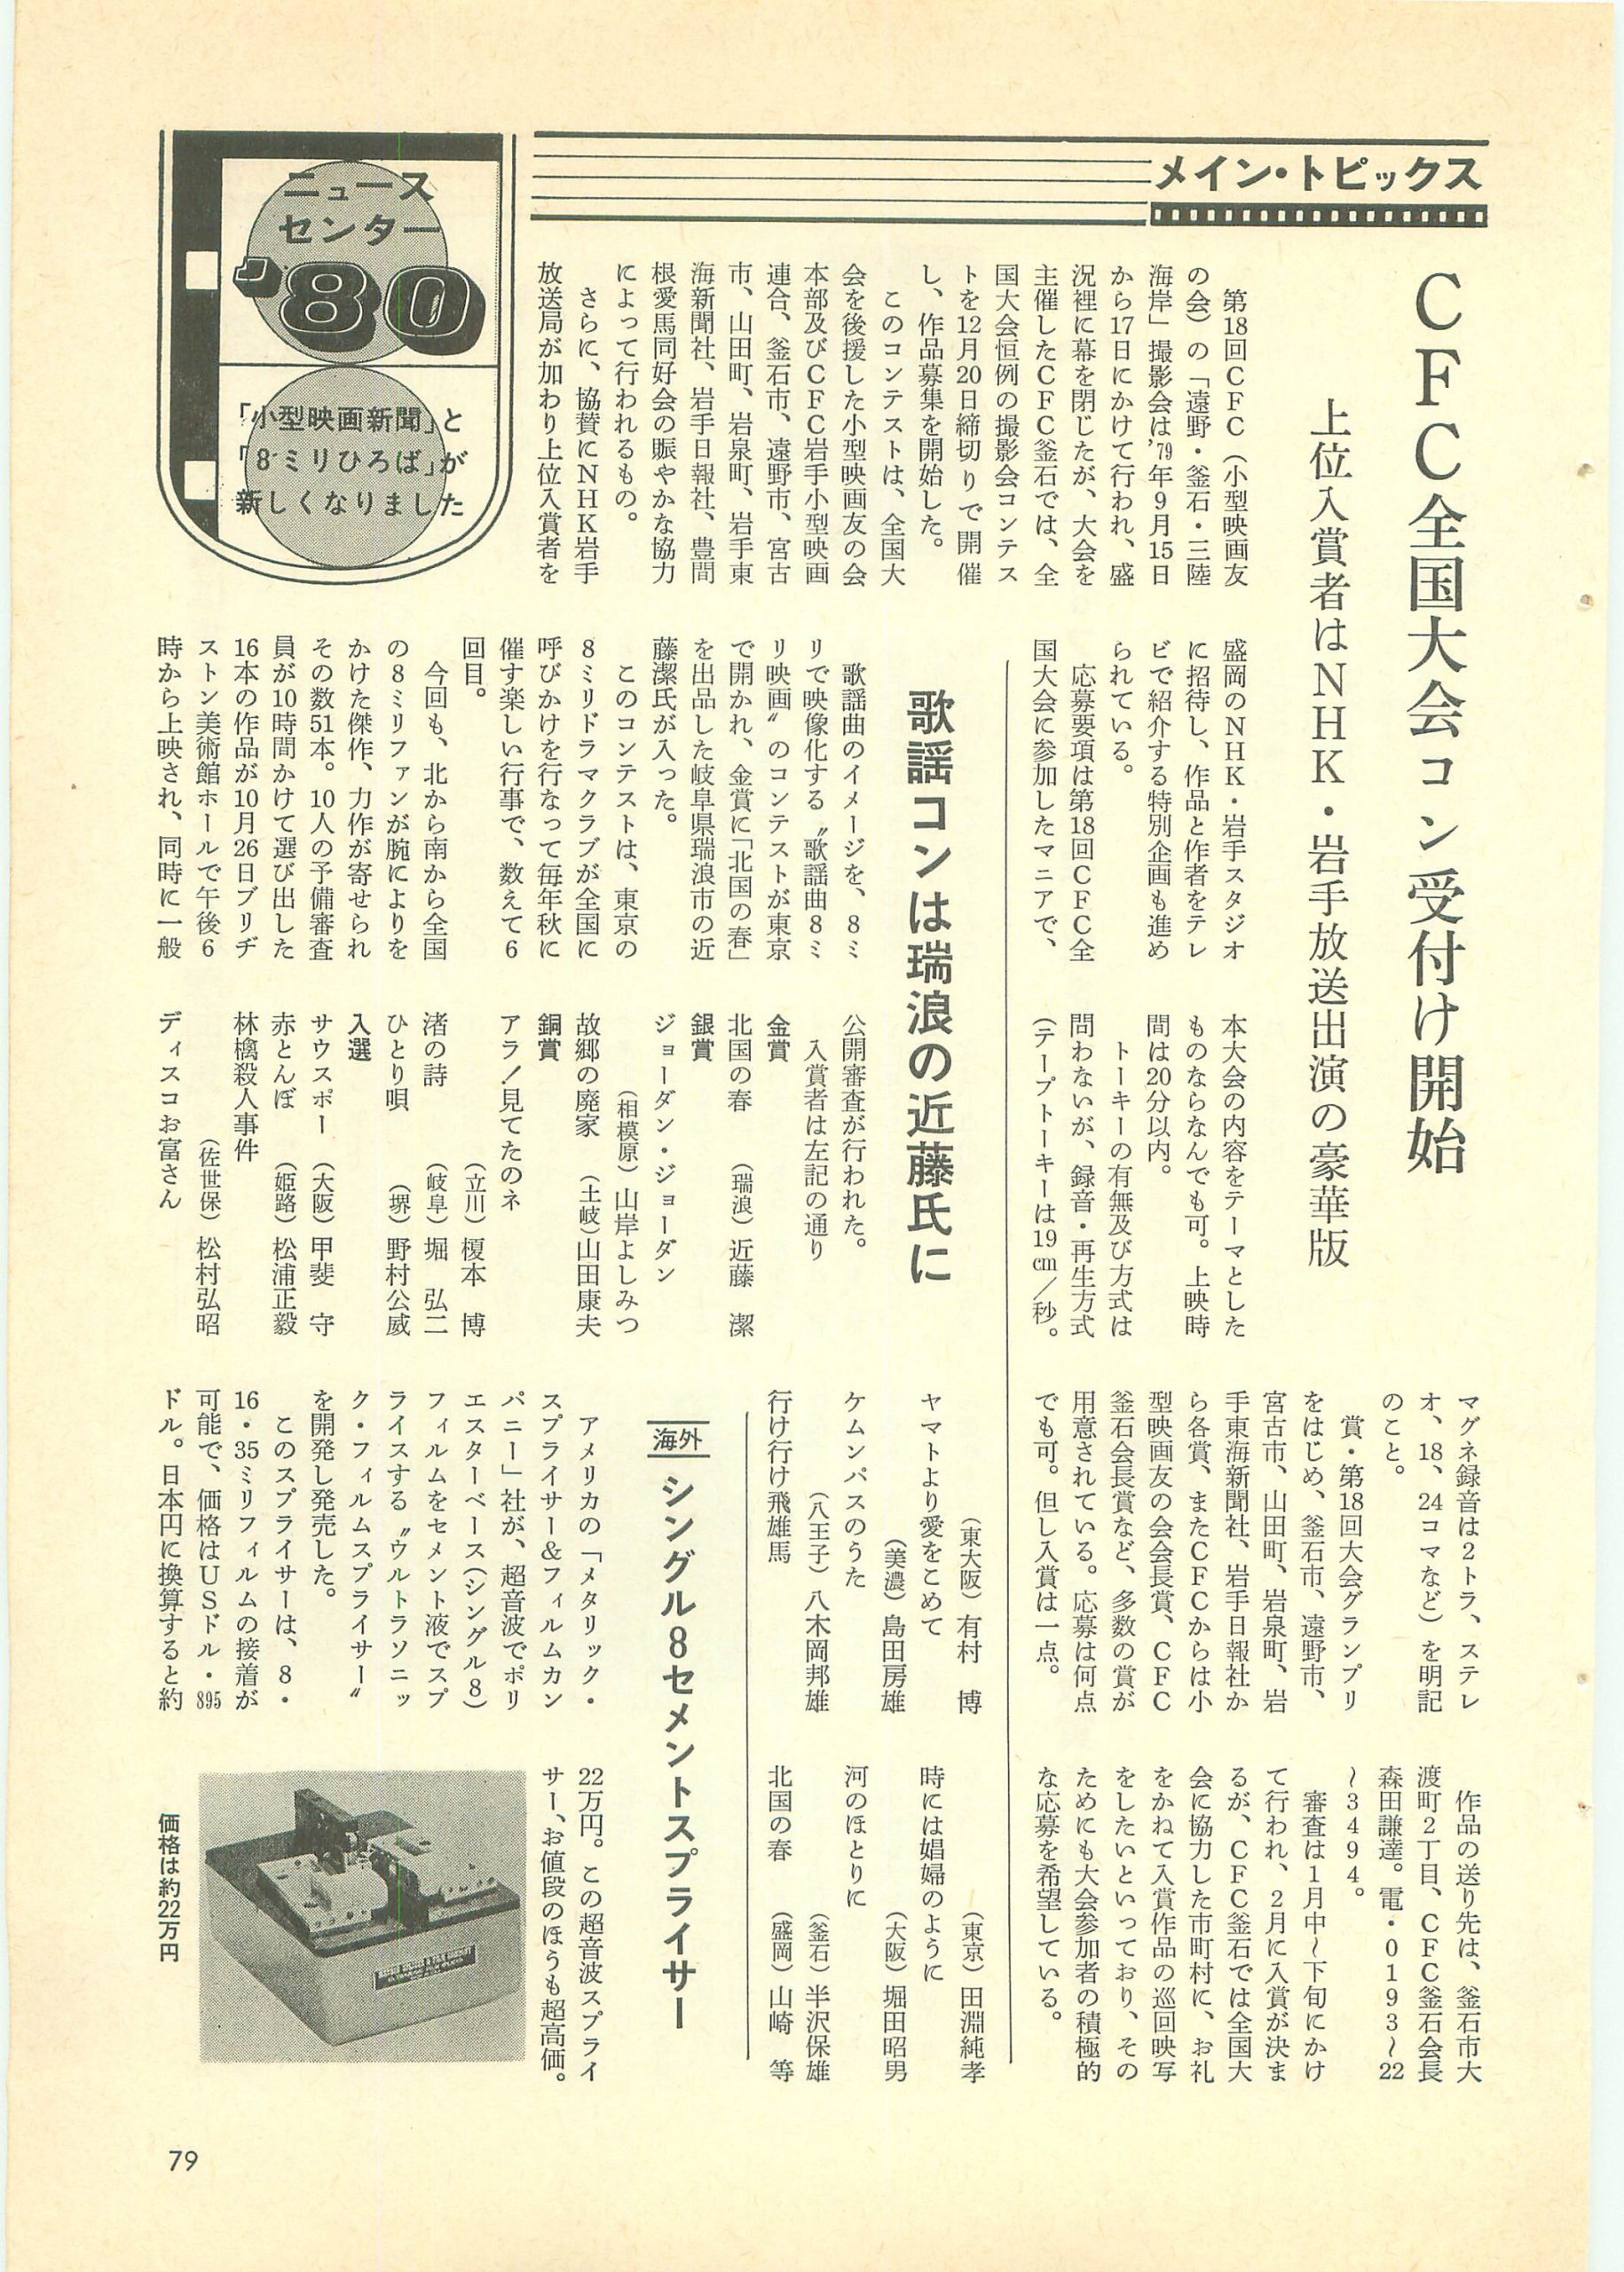 メイン・トピックス
ニュース
センター
'80
「小型映画新聞」と
「8ミリひろば」が
新しくなりました
CFC全国大会コン受付け開始
上位入賞者はNHK・岩手放送出演の豪華版
第18回CFC（小型映画友
の会）の「遠野・釜石・三陸
海岸」撮影会は'79年9月15日
から17日にかけて行われ、盛
況裡に幕を閉じたが、大会を
主催したCFC釜石では、全
国大会恒例の撮影会コンテス
トを12月20日締切りで開催
し、作品募集を開始した。
このコンテストは、全国大
会を後援した小型映画友の会
本部及びCFC岩手小型映画
連合、釜石市、遠野市、宮古
市、山田町、岩泉町、岩手東
海新聞社、岩手日報社、豊間
根愛馬同好会の賑やかな協力
によって行われるもの。
さらに、協賛にNHK岩手
放送局が加わり上位入賞者を
盛岡のNHK・岩手スタジオ
に招待し、作品と作者をテレ
ビで紹介する特別企画も進め
られている。
応募要項は第18回CFC全
国大会に参加したマニアで、
本大会の内容をテーマとした
ものならなんでも可。上映時
間は20分以内。
トーキーの有無及び方式は
問わないが、録音・再生方式
（テープトーキーは19㎝／秒。
マグネ録音は2トラ、ステレ
オ、18、24コマなど）を明記
のこと。
賞・第18回大会グランプリ
をはじめ、釜石市、遠野市、
宮古市、山田町、岩泉町、岩
手東海新聞社、岩手日報社か
ら各賞、またCFCからは小
型映画友の会会長賞、CFC
釜石会長賞など、多数の賞が
用意されている。応募は何点
でも可。但し入賞は一点。
作品の送り先は、釜石市大
渡町2丁目、CFC釜石会長
森田謙達。電・0193〜22
〜3494。
審査は1月中〜下旬にかけ
て行われ、2月に入賞が決ま
るが、CFC釜石では全国大
会に協力した市町村に、お礼
をかねて入賞作品の巡回映写
をしたいといっており、その
ためにも大会参加者の積極的
な応募を希望している。
歌謡コンは瑞浪の近藤氏に
歌謡曲のイメージを、8ミ
リで映像化する〝歌謡曲8ミ
リ映画〟のコンテストが東京
で開かれ、金賞に「北国の春」
を出品した岐阜県瑞浪市の近
藤潔氏が入った。
このコンテストは、東京の
8ミリドラマクラブが全国に
呼びかけを行なって毎年秋に
催す楽しい行事で、数えて6
回目。
今回も、北から南から全国
の8ミリファンが腕によりを
かけた傑作、力作が寄せられ
その数51本。10人の予備審査
員が10時間かけて選び出した
16本の作品が10月26日ブリヂ
ストン美術館ホールで午後6
時から上映され、同時に一般
公開審査が行われた。
入賞者は左記の通り
金賞
北国の春　（瑞浪）近藤　潔
銀賞
ジョーダン・ジョーダン
（相模原）山岸よしみつ
故郷の廃家　（土岐）山田康夫
銅賞
アラ！見てたのネ
（立川）榎本　博
渚の詩　（岐阜）堀　弘二
ひとり唄　（堺）野村公威
入選
サウスポー　（大阪）甲斐　守
赤とんぼ　（姫路）松浦正毅
林檎殺人事件
（佐世保）松村弘昭
ディスコお富さん
（東大阪）有村　博
ヤマトより愛をこめて
（美濃）島田房雄
ケムンパスのうた
（八王子）八木岡邦雄
行け行け飛雄馬
（東京）田淵純孝
時には娼婦のように
（大阪）堀田昭男
河のほとりに
（釜石）半沢保雄
北国の春　（盛岡）山崎　等
海外
シングル8セメントスプライサー
アメリカの「メタリック・
スプライサー＆フィルムカン
パニー」社が、超音波でポリ
エスターベース（シングル8）
フィルムをセメント液でスプ
ライスする〝ウルトラソニッ
ク・フィルムスプライサー〟
を開発し発売した。
このスプライサーは、8・
16・35ミリフィルムの接着が
可能で、価格はUSドル・895
ドル。日本円に換算すると約
22万円。この超音波スプライ
サー、お値段のほうも超高価。
価格は約22万円
79